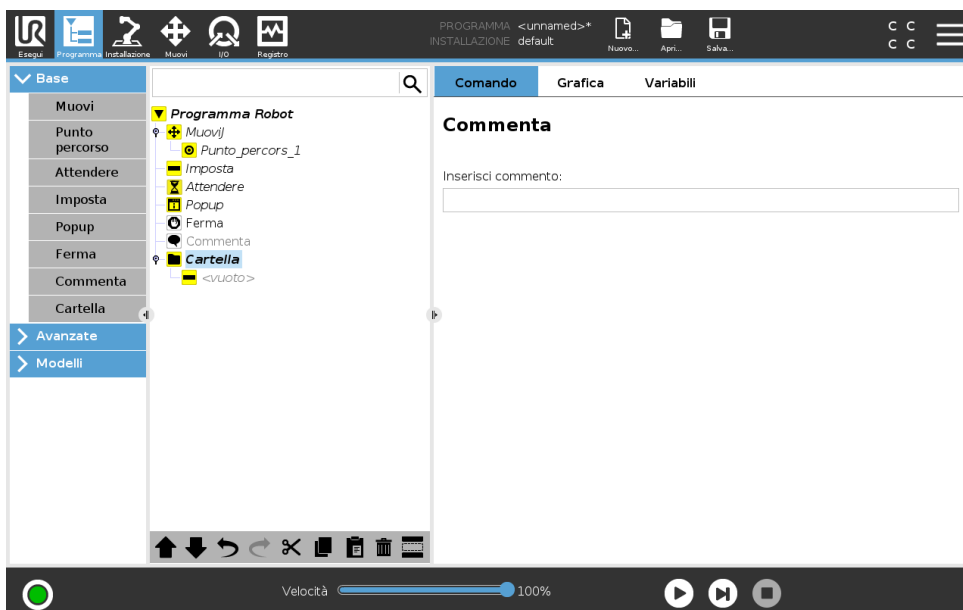 PROGRAMMA <unnamed>*
INSTALLAZIONE default
C C
C C
Esegui Programma Installazione Muovi I/O Registro Nuovo... Apri... Salva...
Base
Muovi
Punto
percorso
Attendere
Imposta
Popup
Ferma
Commenta
Cartella
Avanzate
Modelli
Programma Robot
MuoviJ
Punto_percors_1
Imposta
Attendere
Popup
Ferma
Commenta
Cartella
<vuoto>
Comando Grafica Variabili
Commenta
Inserisci commento:
Velocità 100%